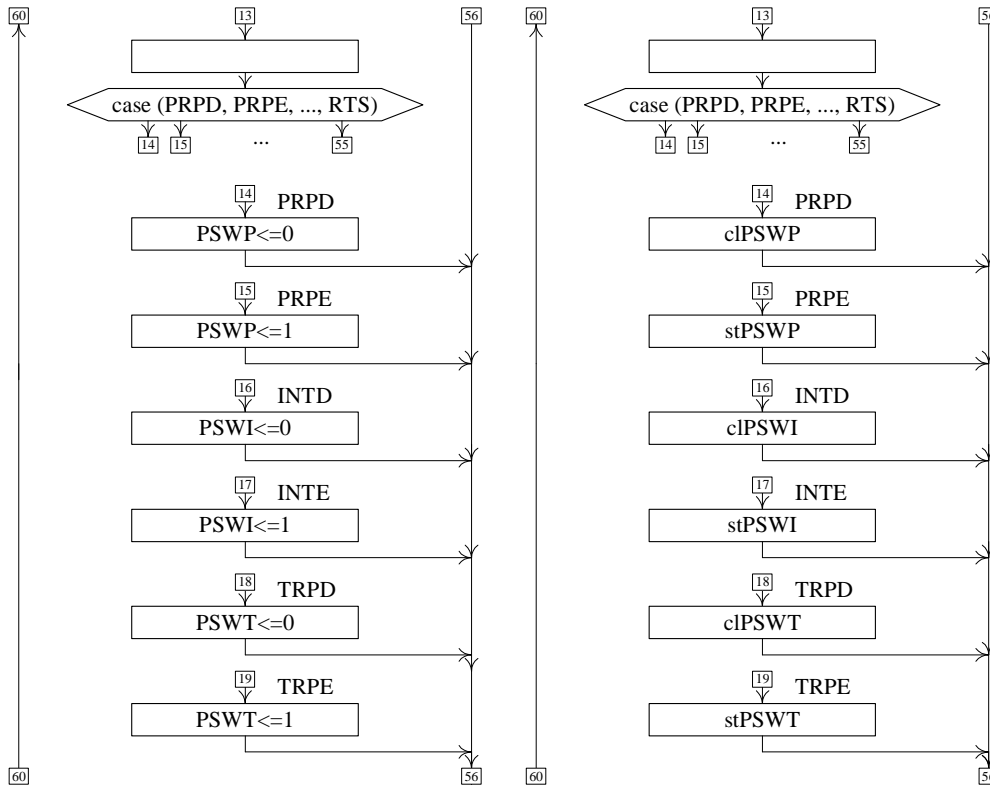 60 13 56
case (PRPD, PRPE, ..., RTS)
14 15 ... 55
14 PRPD
PSWP<=0
15 PRPE
PSWP<=1
16 INTD
PSWI<=0
17 INTE
PSWI<=1
18 TRPD
PSWT<=0
19 TRPE
PSWT<=1
60 56
60 13 56
case (PRPD, PRPE, ..., RTS)
14 15 ... 55
14 PRPD
clPSWP
15 PRPE
stPSWP
16 INTD
clPSWI
17 INTE
stPSWI
18 TRPD
clPSWT
19 TRPE
stPSWT
60 56